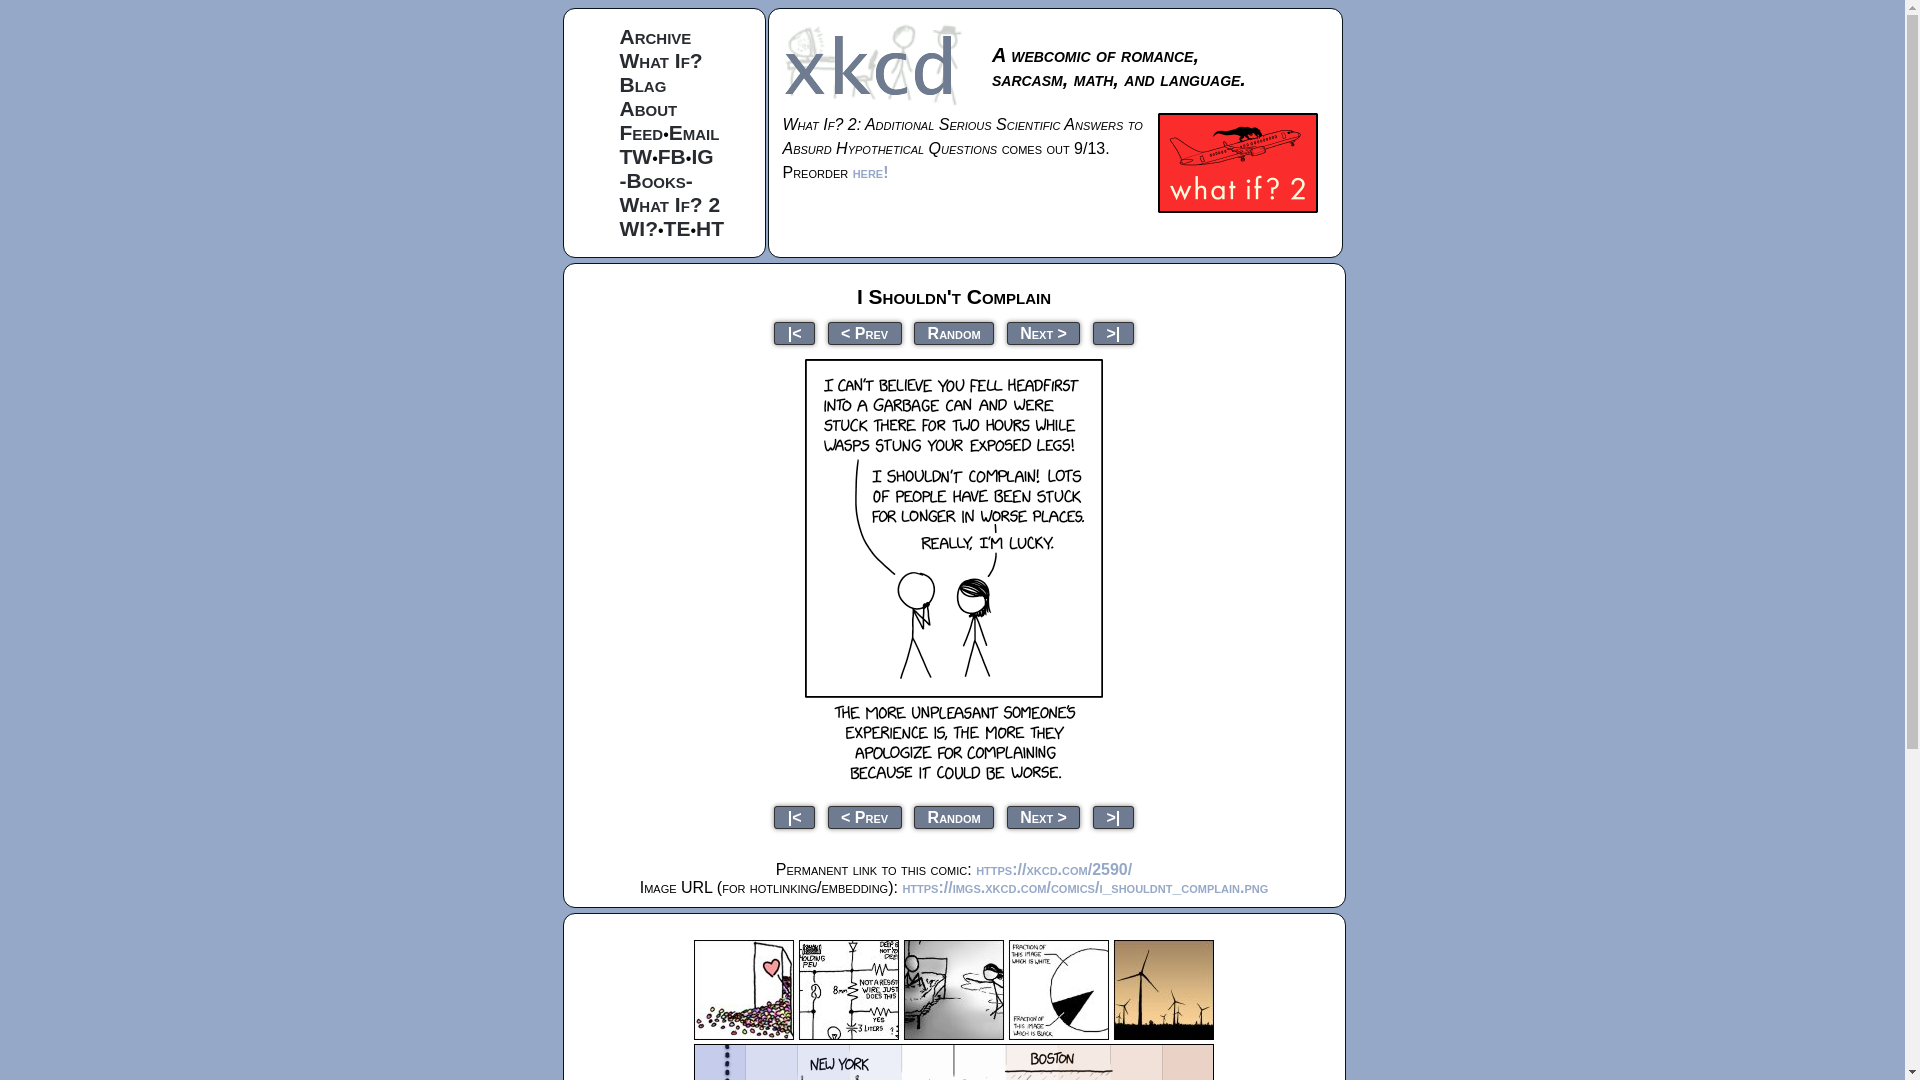 Archive
What If?
Blag
About
Feed•Email
TW•FB•IG
-Books-
What If? 2
WI?•TE•HT
xkcd
A webcomic of romance,
sarcasm, math, and language.
What If? 2: Additional Serious Scientific Answers to
Absurd Hypothetical Questions comes out 9/13.
Preorder here!
what if? 2
I Shouldn't Complain
|<
< Prev
Random
Next >
>|
I CAN'T BELIEVE YOU FELL HEADFIRST
INTO A GARBAGE CAN AND WERE
STUCK THERE FOR TWO HOURS WHILE
WASPS STUNG YOUR EXPOSED LEGS!
I SHOULDN'T COMPLAIN! LOTS
OF PEOPLE HAVE BEEN STUCK
FOR LONGER IN WORSE PLACES.
REALLY, I'M LUCKY.
THE MORE UNPLEASANT SOMEONE'S
EXPERIENCE IS, THE MORE THEY
APOLOGIZE FOR COMPLAINING
BECAUSE IT COULD BE WORSE.
|<
< Prev
Random
Next >
>|
Permanent link to this comic: https://xkcd.com/2590/
Image URL (for hotlinking/embedding): https://imgs.xkcd.com/comics/i_shouldnt_complain.png
HOLDING
PEN
8mm
NOT A RESIST
WIRE, JUST
DOES THIS
YES
3 LITERS
FRACTION OF
THIS IMAGE
WHICH IS WHITE
FRACTION OF
THIS IMAGE
WHICH IS BLACK
NEW YORK
BOSTON